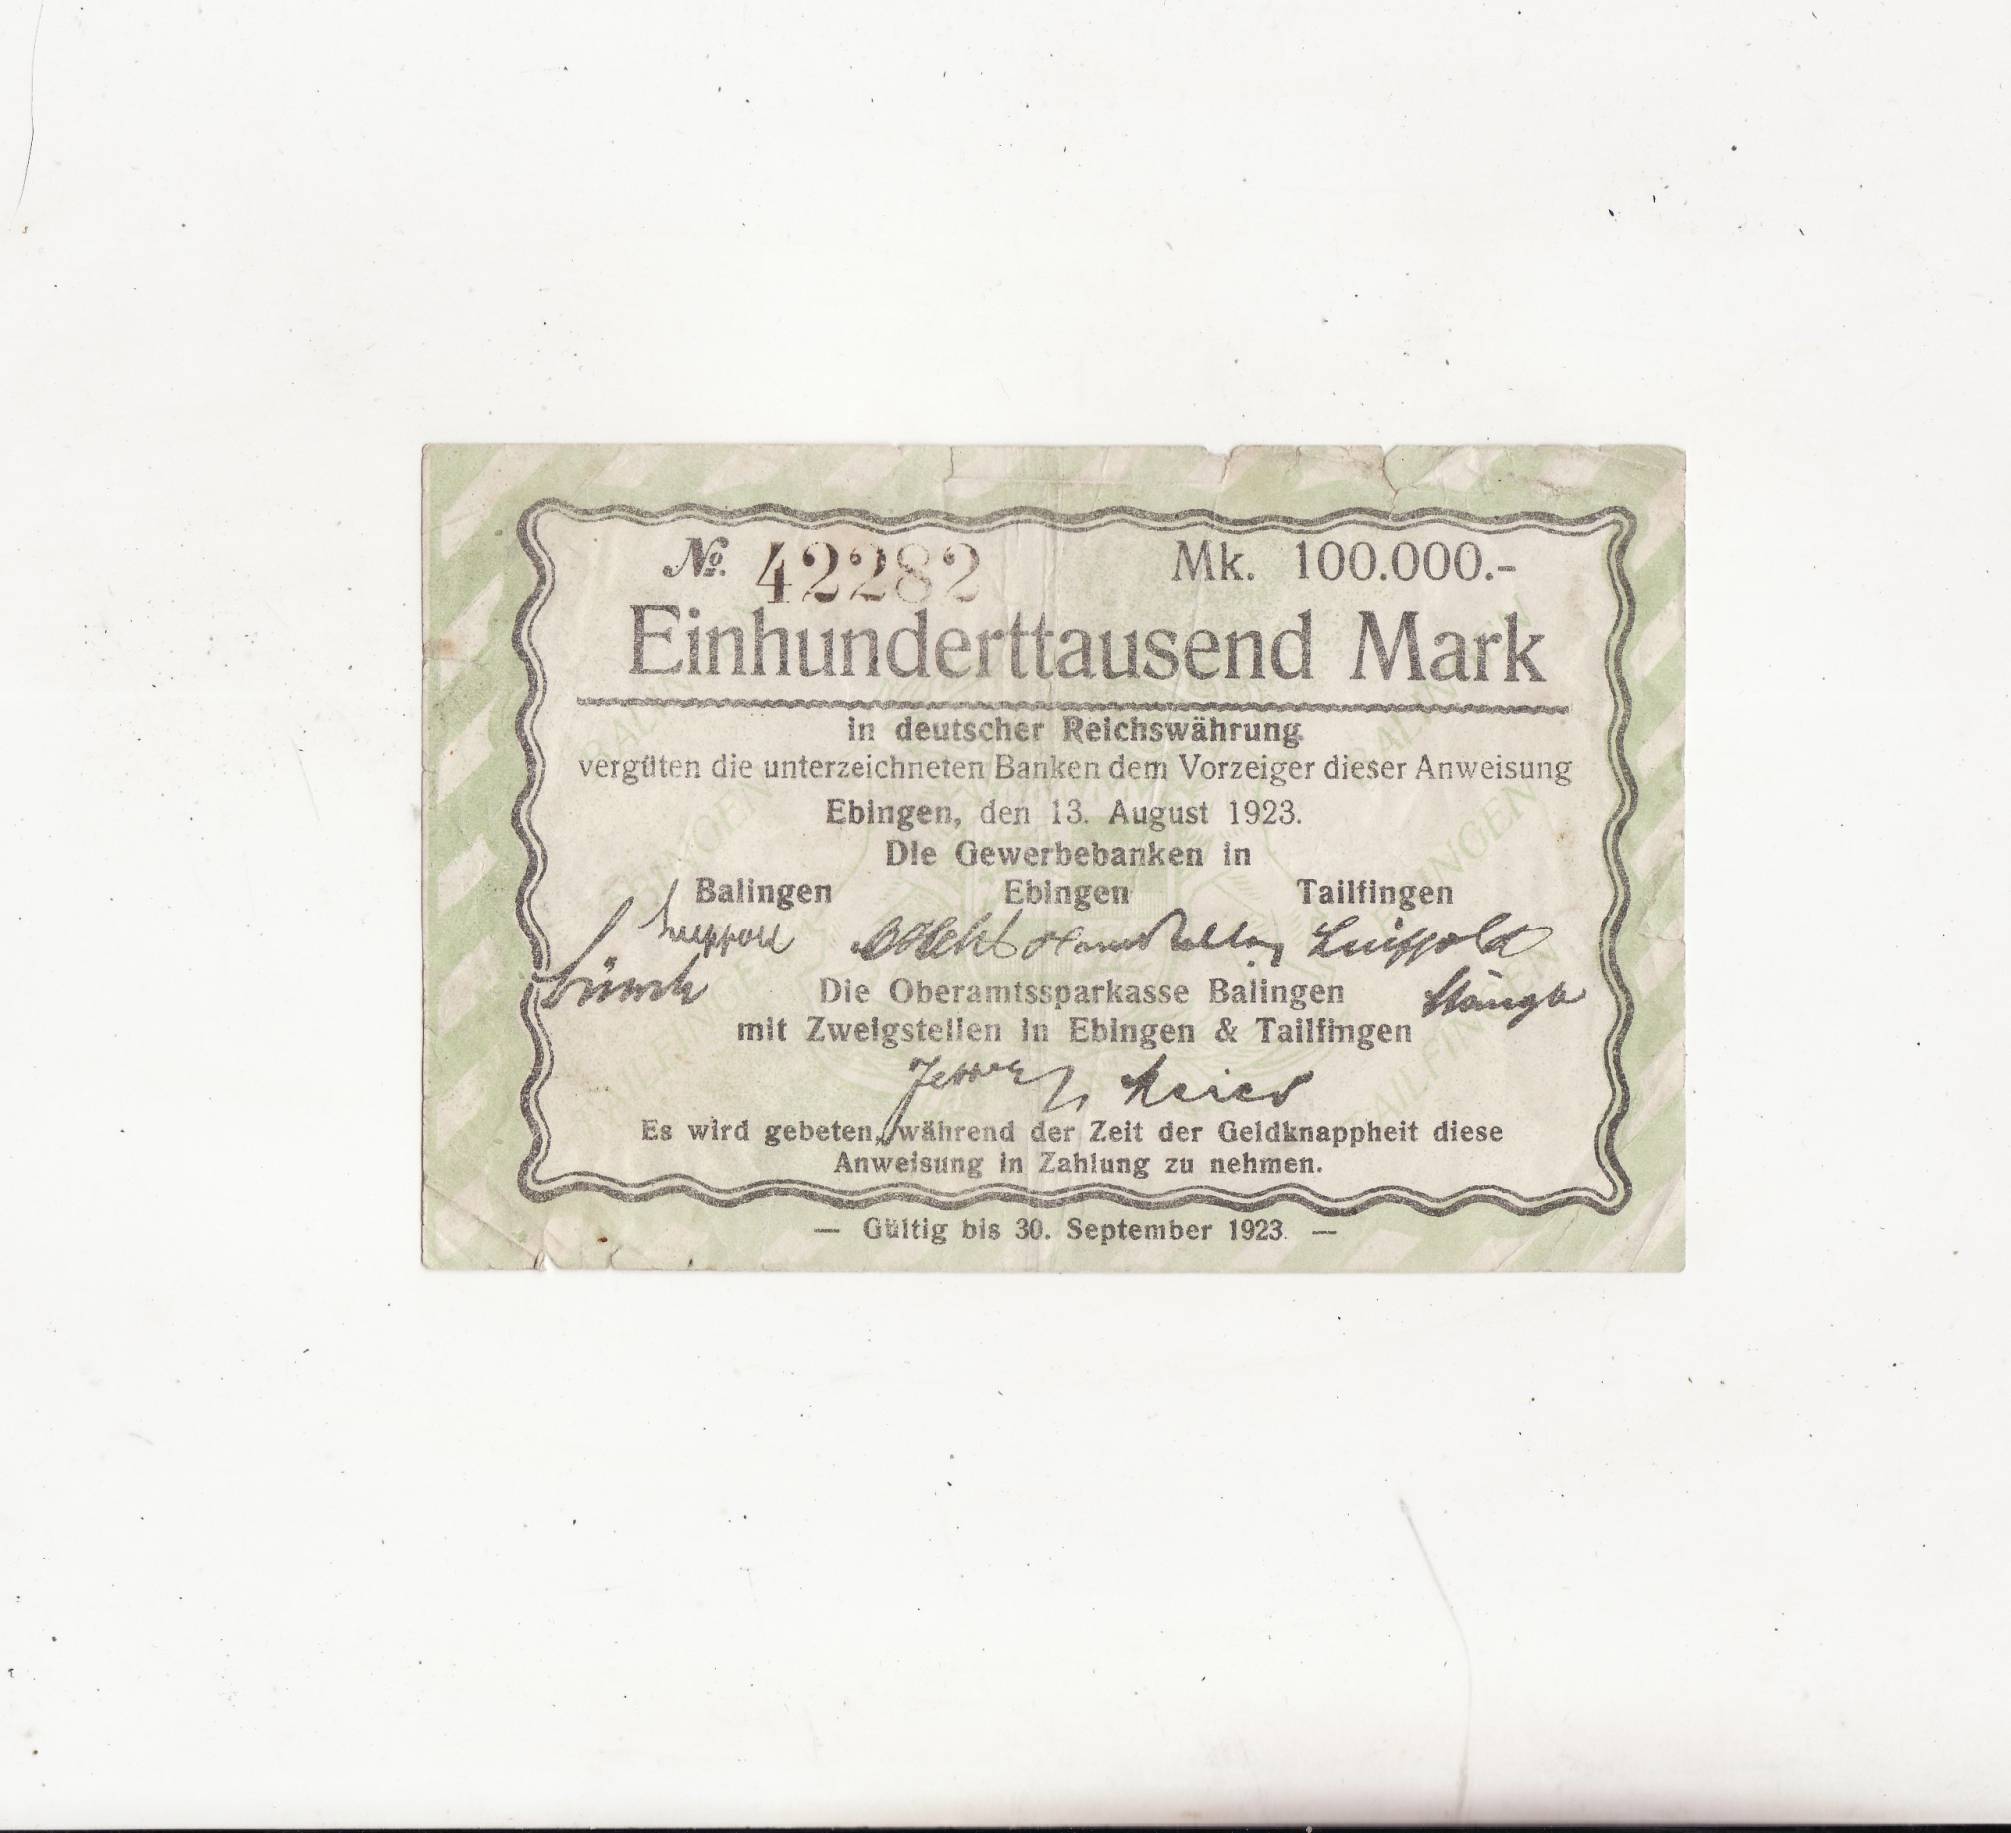 No. 42282 Mk. 100.000.-
Einhunderttausend Mark
in deutscher Reichswährung
vergüten die unterzeichneten Banken dem Vorzeiger dieser Anweisung
Ebingen, den 13. August 1923.
Die Gewerbebanken in
Balingen Ebingen Tailfingen
Luippold
Die Oberamtssparkasse Balingen
mit Zweigstellen in Ebingen & Tailfingen
Es wird gebeten, während der Zeit der Geldknappheit diese
Anweisung in Zahlung zu nehmen.
— Gültig bis 30. September 1923. —